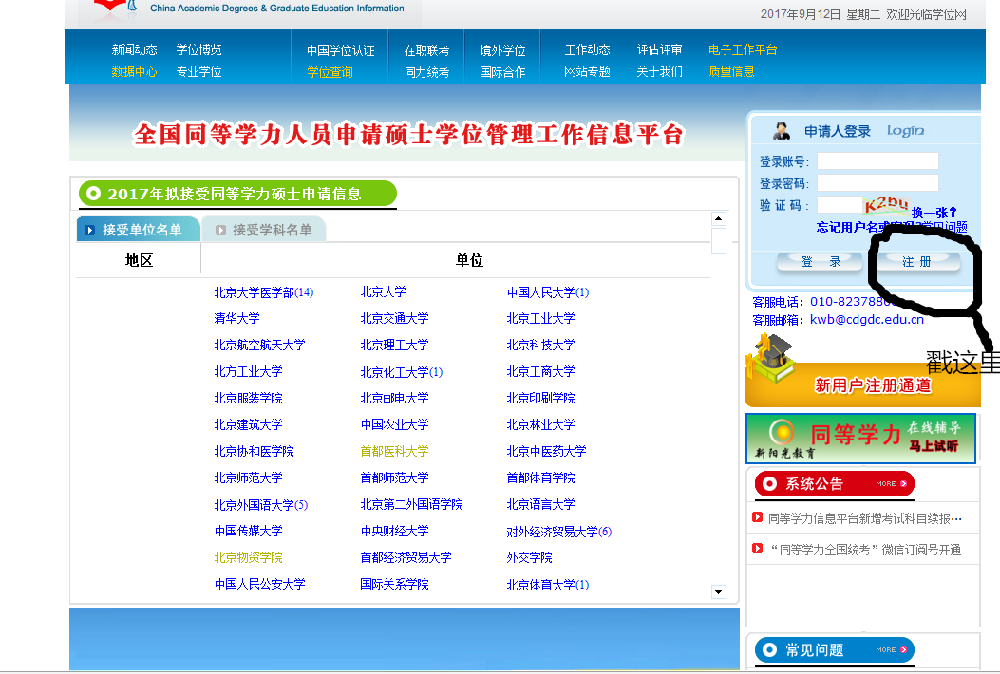 China Academic Degrees & Graduate Education Information
2017年9月12日 星期二 欢迎光临学位网
新闻动态 学位博览 中国学位认证 在职联考 境外学位 工作动态 评估评审 电子工作平台
数据中心 专业学位 学位查询 同力统考 国际合作 网站专题 关于我们 质量信息
全国同等学力人员申请硕士学位管理工作信息平台
申请人登录 Login
登录账号:
登录密码:
验 证 码 : K2by 换一张?
忘记用户名或密码?常见问题
登 录 注 册
客服电话: 010-8237880
客服邮箱: kwb@cdgdc.edu.cn
戳这里
新用户注册通道
同等学力 在线辅导
新阳光教育 马上试听
系统公告 MORE
同等学力信息平台新增考试科目续报···
“同等学力全国统考”微信订阅号开通
常见问题 MORE
2017年拟接受同等学力硕士申请信息
接受单位名单 接受学科名单
地区 单位
北京大学医学部(14) 北京大学 中国人民大学(1)
清华大学 北京交通大学 北京工业大学
北京航空航天大学 北京理工大学 北京科技大学
北方工业大学 北京化工大学(1) 北京工商大学
北京服装学院 北京邮电大学 北京印刷学院
北京建筑大学 中国农业大学 北京林业大学
北京协和医学院 首都医科大学 北京中医药大学
北京师范大学 首都师范大学 首都体育学院
北京外国语大学(5) 北京第二外国语学院 北京语言大学
中国传媒大学 中央财经大学 对外经济贸易大学(6)
北京物资学院 首都经济贸易大学 外交学院
中国人民公安大学 国际关系学院 北京体育大学(1)